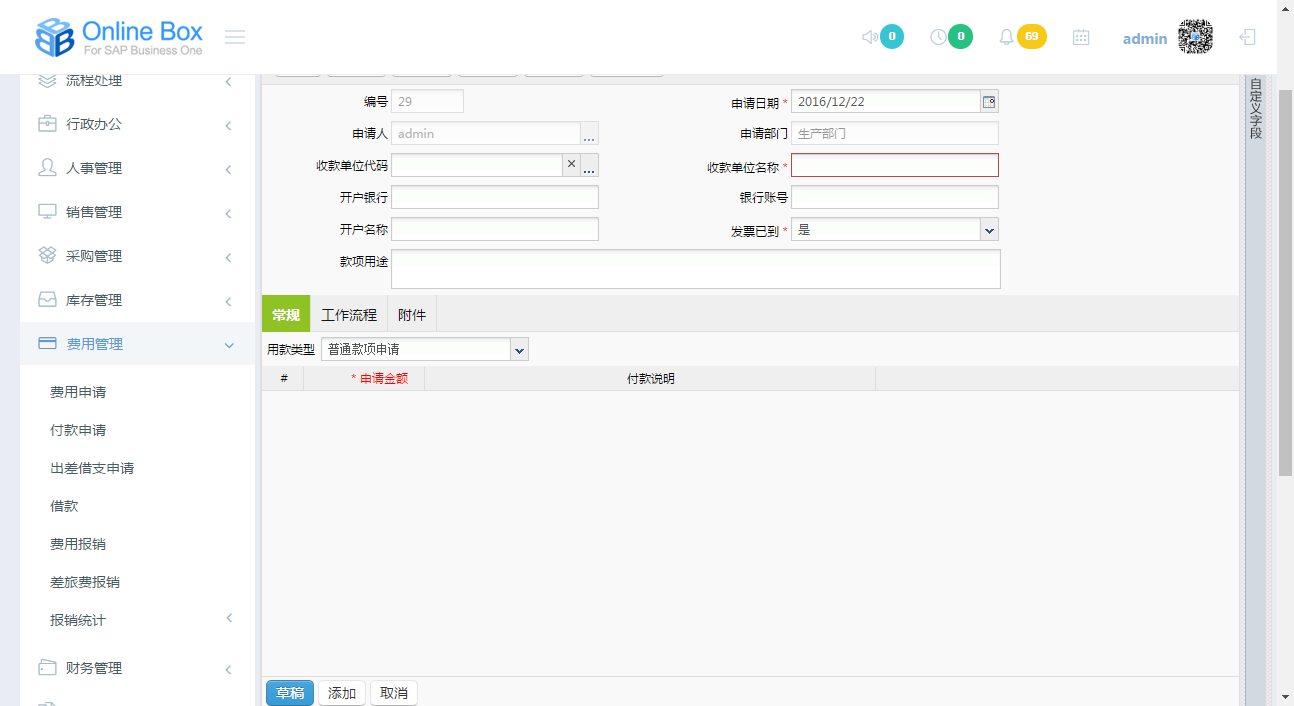 Online Box
For SAP Business One
0
0
69
admin
流程处理
行政办公
人事管理
销售管理
采购管理
库存管理
费用管理
费用申请
付款申请
出差借支申请
借款
费用报销
差旅费报销
报销统计
财务管理
编号 29 申请日期 * 2016/12/22
申请人 admin ... 申请部门 生产部门
收款单位代码 × ... 收款单位名称 *
开户银行 银行账号
开户名称 发票已到 * 是
款项用途
常规 工作流程 附件
用款类型 普通款项申请
# * 申请金额 付款说明
草稿 添加 取消
自定义字段